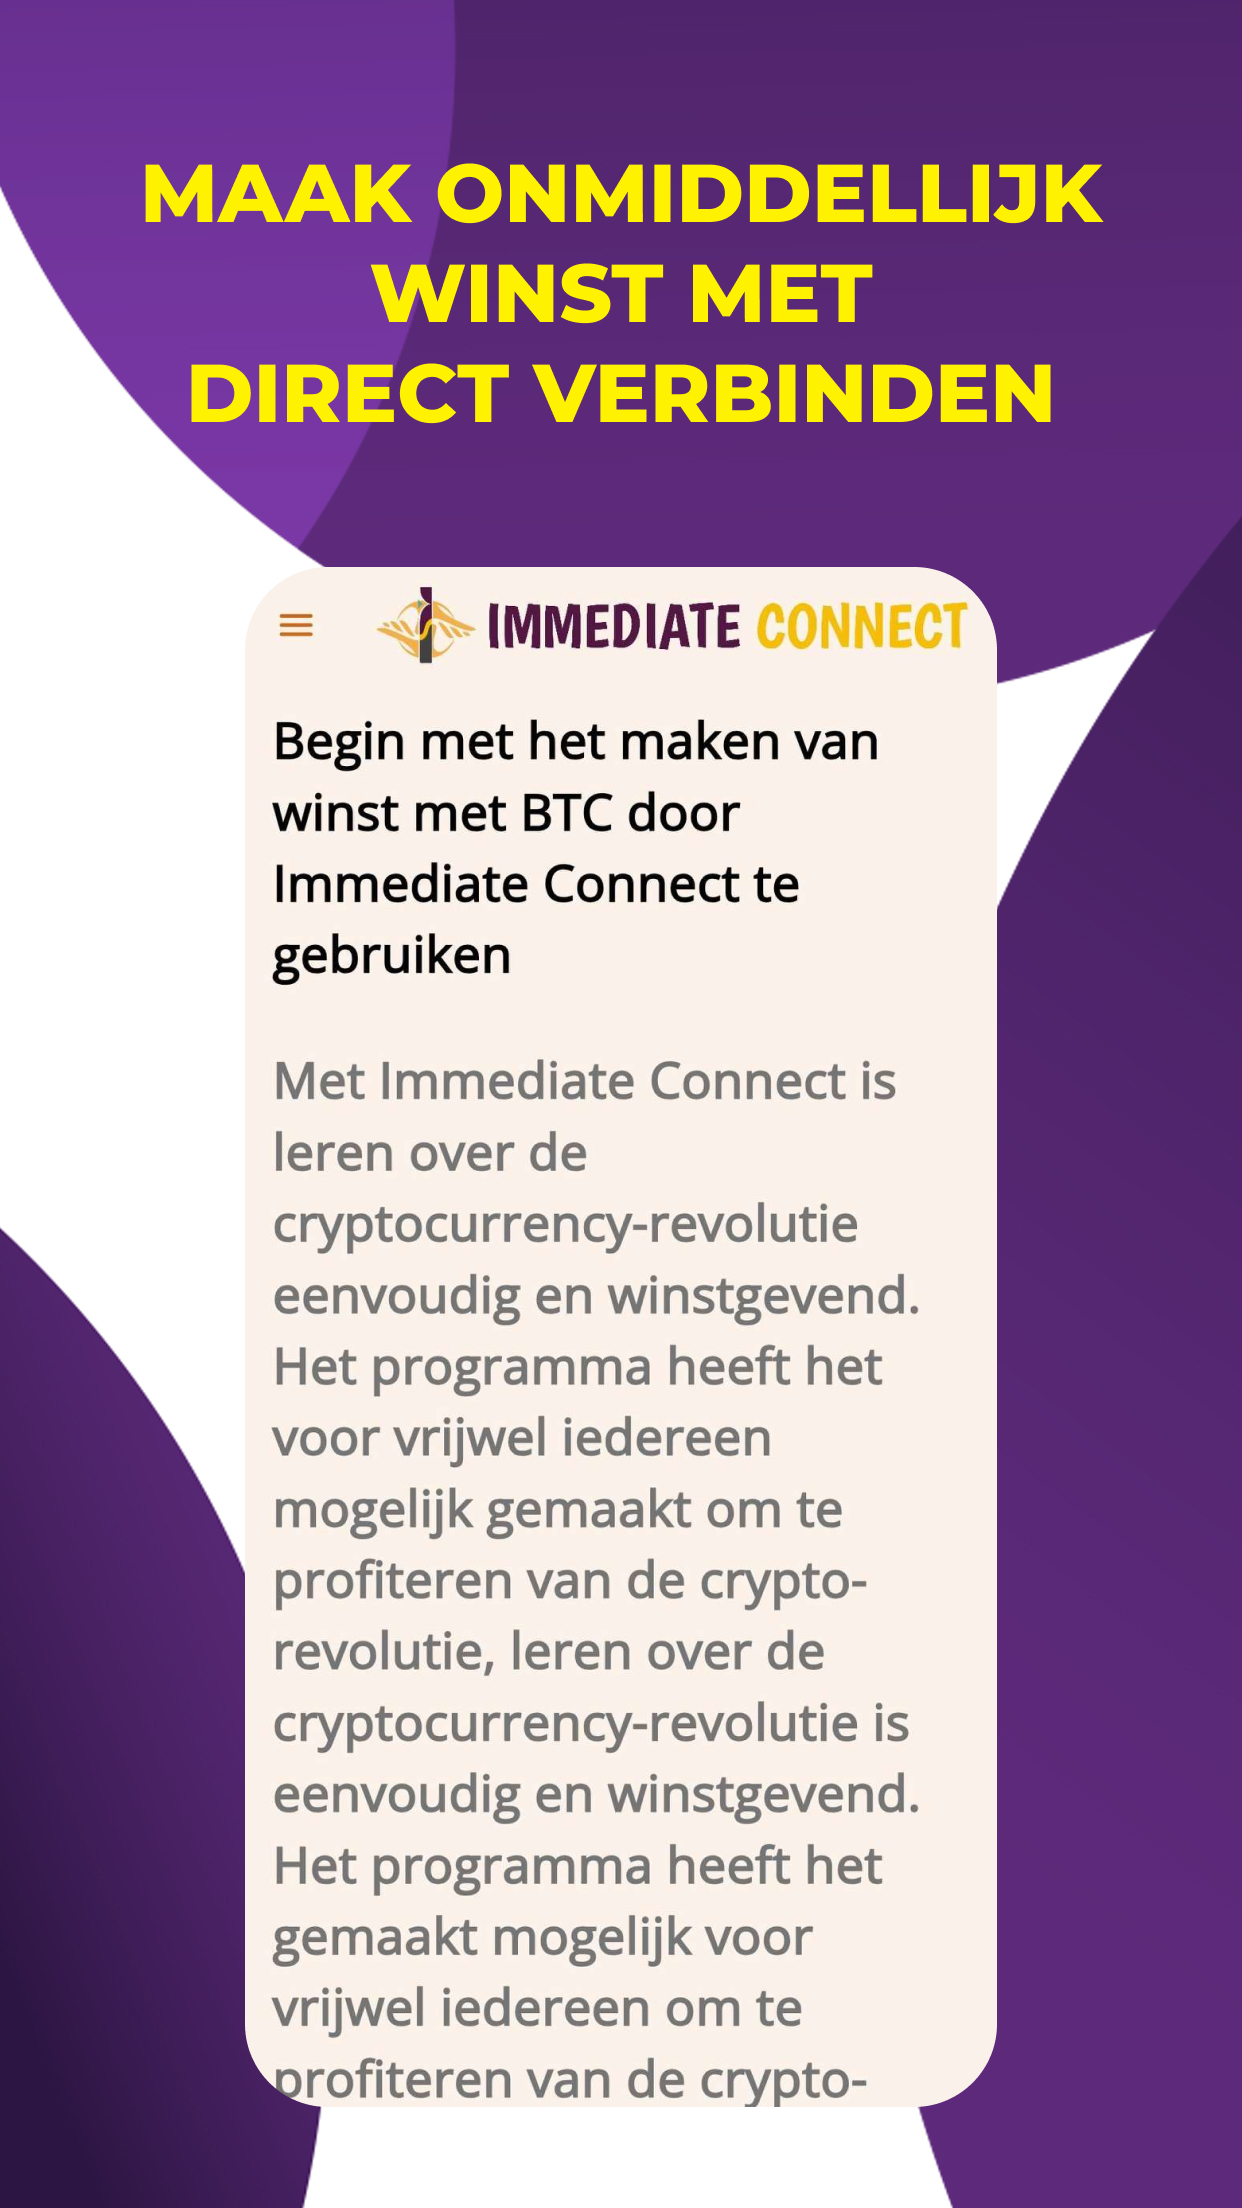 MAAK ONMIDDELLIJK
WINST MET
DIRECT VERBINDEN
IMMEDIATE CONNECT
Begin met het maken van
winst met BTC door
Immediate Connect te
gebruiken
Met Immediate Connect is
leren over de
cryptocurrency-revolutie
eenvoudig en winstgevend.
Het programma heeft het
voor vrijwel iedereen
mogelijk gemaakt om te
profiteren van de crypto-
revolutie, leren over de
cryptocurrency-revolutie is
eenvoudig en winstgevend.
Het programma heeft het
gemaakt mogelijk voor
vrijwel iedereen om te
profiteren van de crypto-